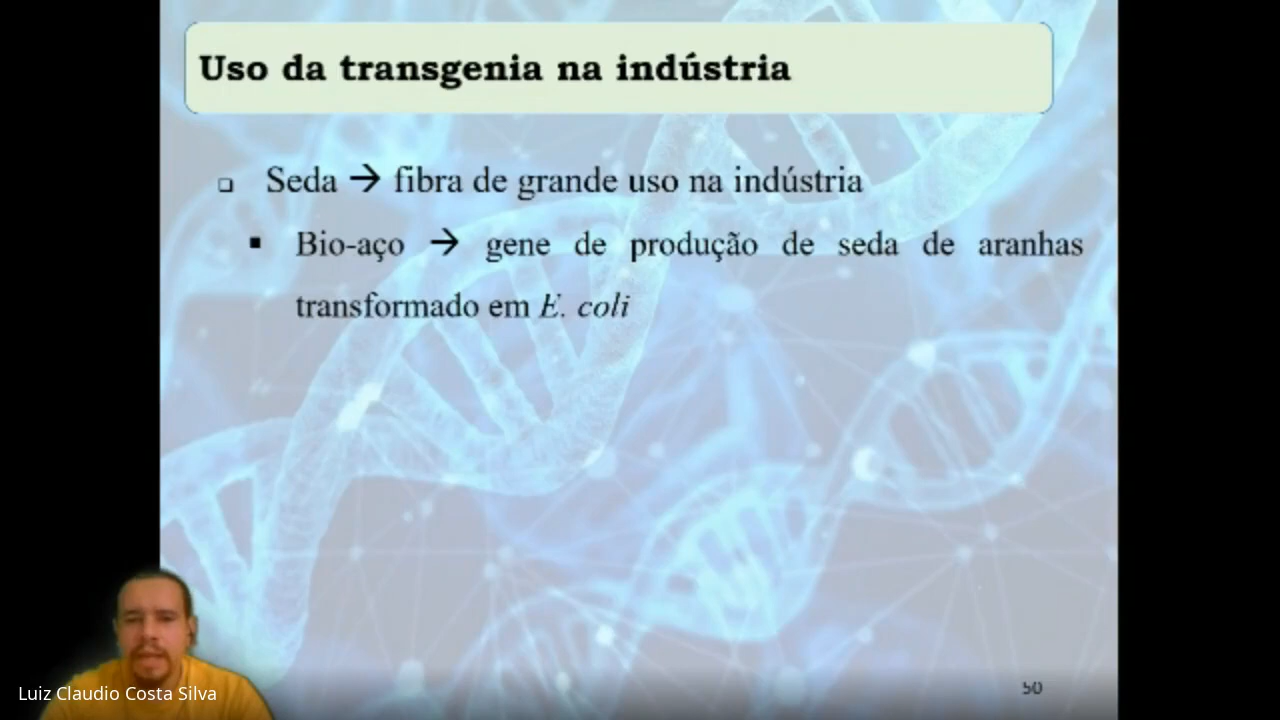 Uso da transgenia na indústria
❑ Seda → fibra de grande uso na indústria
▪ Bio-aço → gene de produção de seda de aranhas
transformado em E. coli
Luiz Claudio Costa Silva
50